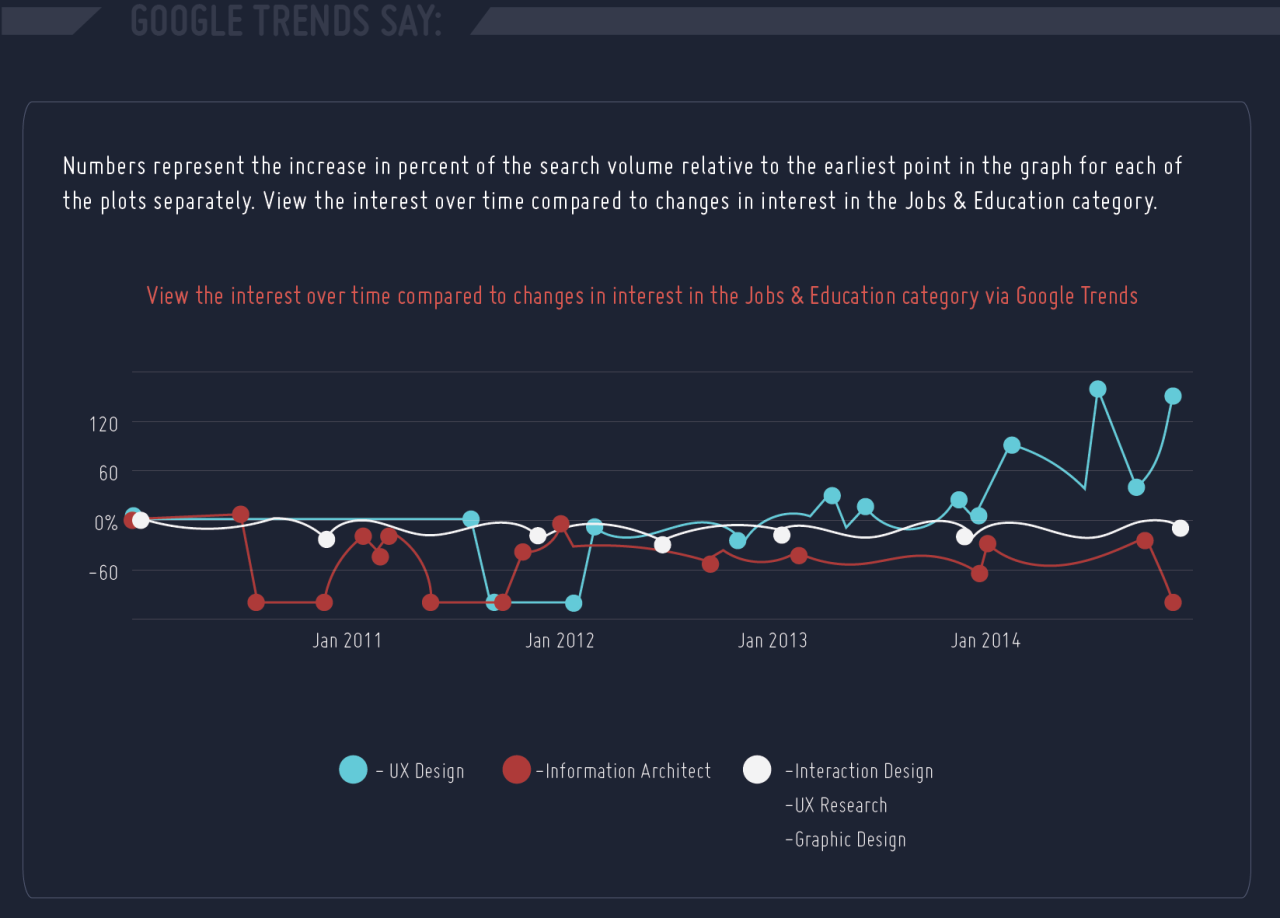 GOOGLE TRENDS SAY:
Numbers represent the increase in percent of the search volume relative to the earliest point in the graph for each of
the plots separately. View the interest over time compared to changes in interest in the Jobs & Education category.
View the interest over time compared to changes in interest in the Jobs & Education category via Google Trends
120
60
0%
-60
Jan 2011 Jan 2012 Jan 2013 Jan 2014
- UX Design -Information Architect -Interaction Design
-UX Research
-Graphic Design